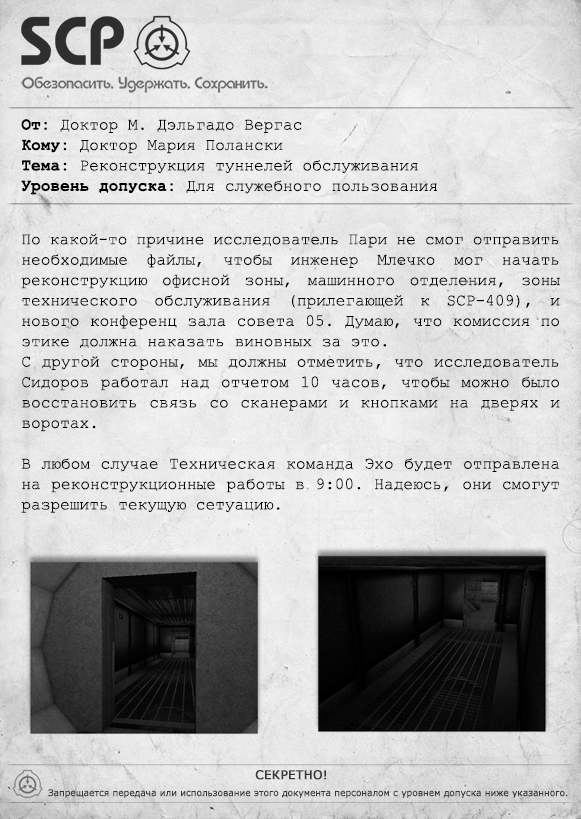 SCP
Обезопасить. Удержать. Сохранить.
От: Доктор М. Дэльгадо Вергас
Кому: Доктор Мария Полански
Тема: Реконструкция туннелей обслуживания
Уровень допуска: Для служебного пользования
По какой-то причине исследователь Пари не смог отправить
необходимые файлы, чтобы инженер Млечко мог начать
реконструкцию офисной зоны, машинного отделения, зоны
технического обслуживания (прилегающей к SCP-409), и
нового конференц зала совета О5. Думаю, что комиссия по
этике должна наказать виновных за это.
С другой стороны, мы должны отметить, что исследователь
Сидоров работал над отчетом 10 часов, чтобы можно было
восстановить связь со сканерами и кнопками на дверях и
воротах.
В любом случае Техническая команда Эхо будет отправлена
на реконструкционные работы в 9:00. Надеюсь, они смогут
разрешить текущую сетуацию.
СЕКРЕТНО!
Запрещается передача или использование этого документа персоналом с уровнем допуска ниже указанного.